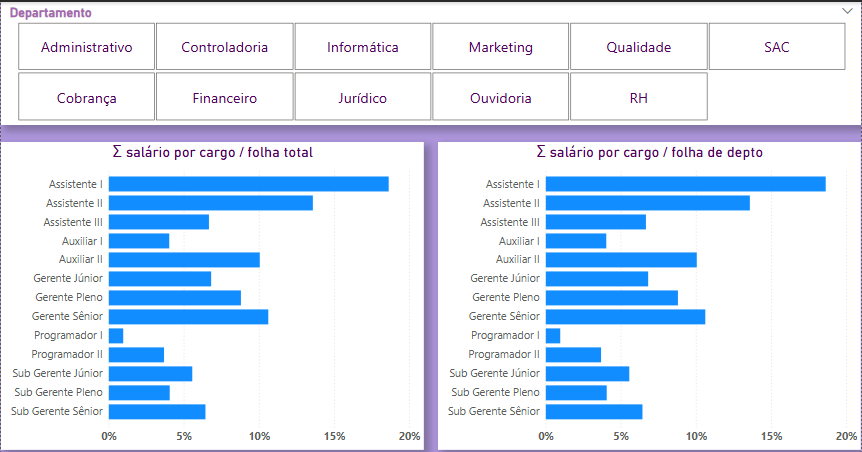 Departamento
Administrativo Controladoria Informática Marketing Qualidade SAC
Cobrança Financeiro Jurídico Ouvidoria RH
Σ salário por cargo / folha total
Assistente I
Assistente II
Assistente III
Auxiliar I
Auxiliar II
Gerente Júnior
Gerente Pleno
Gerente Sênior
Programador I
Programador II
Sub Gerente Júnior
Sub Gerente Pleno
Sub Gerente Sênior
0% 5% 10% 15% 20%
Σ salário por cargo / folha de depto
Assistente I
Assistente II
Assistente III
Auxiliar I
Auxiliar II
Gerente Júnior
Gerente Pleno
Gerente Sênior
Programador I
Programador II
Sub Gerente Júnior
Sub Gerente Pleno
Sub Gerente Sênior
0% 5% 10% 15% 20%